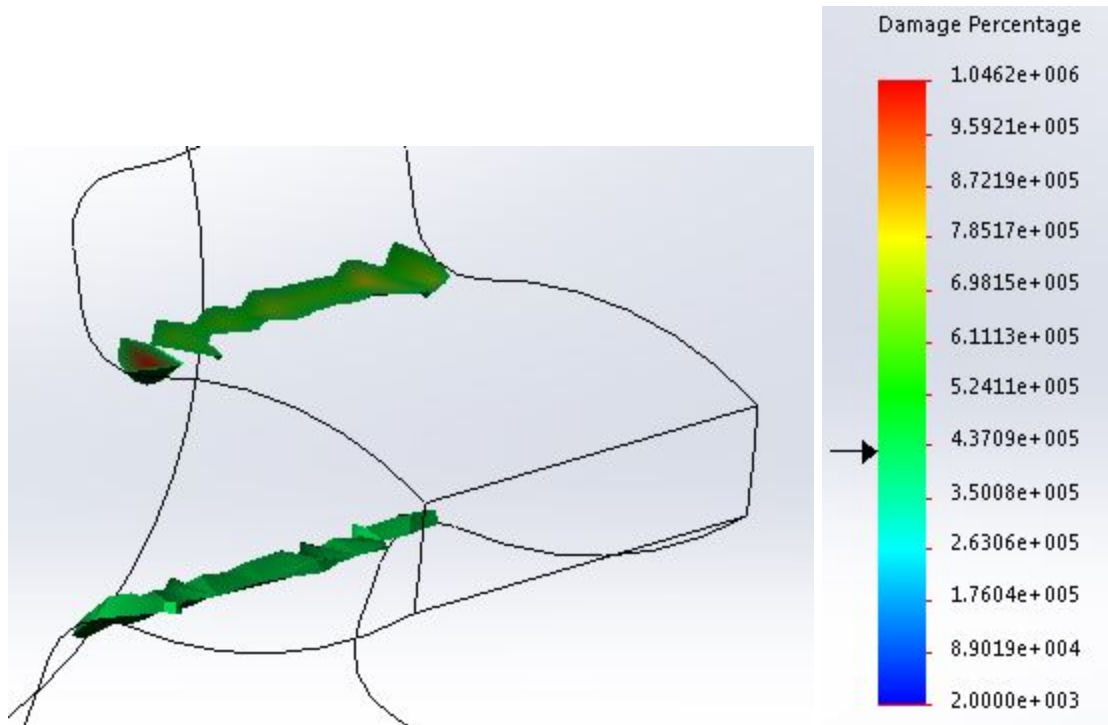 Damage Percentage
1.0462e+006
9.5921e+005
8.7219e+005
7.8517e+005
6.9815e+005
6.1113e+005
5.2411e+005
4.3709e+005
3.5008e+005
2.6306e+005
1.7604e+005
8.9019e+004
2.0000e+003